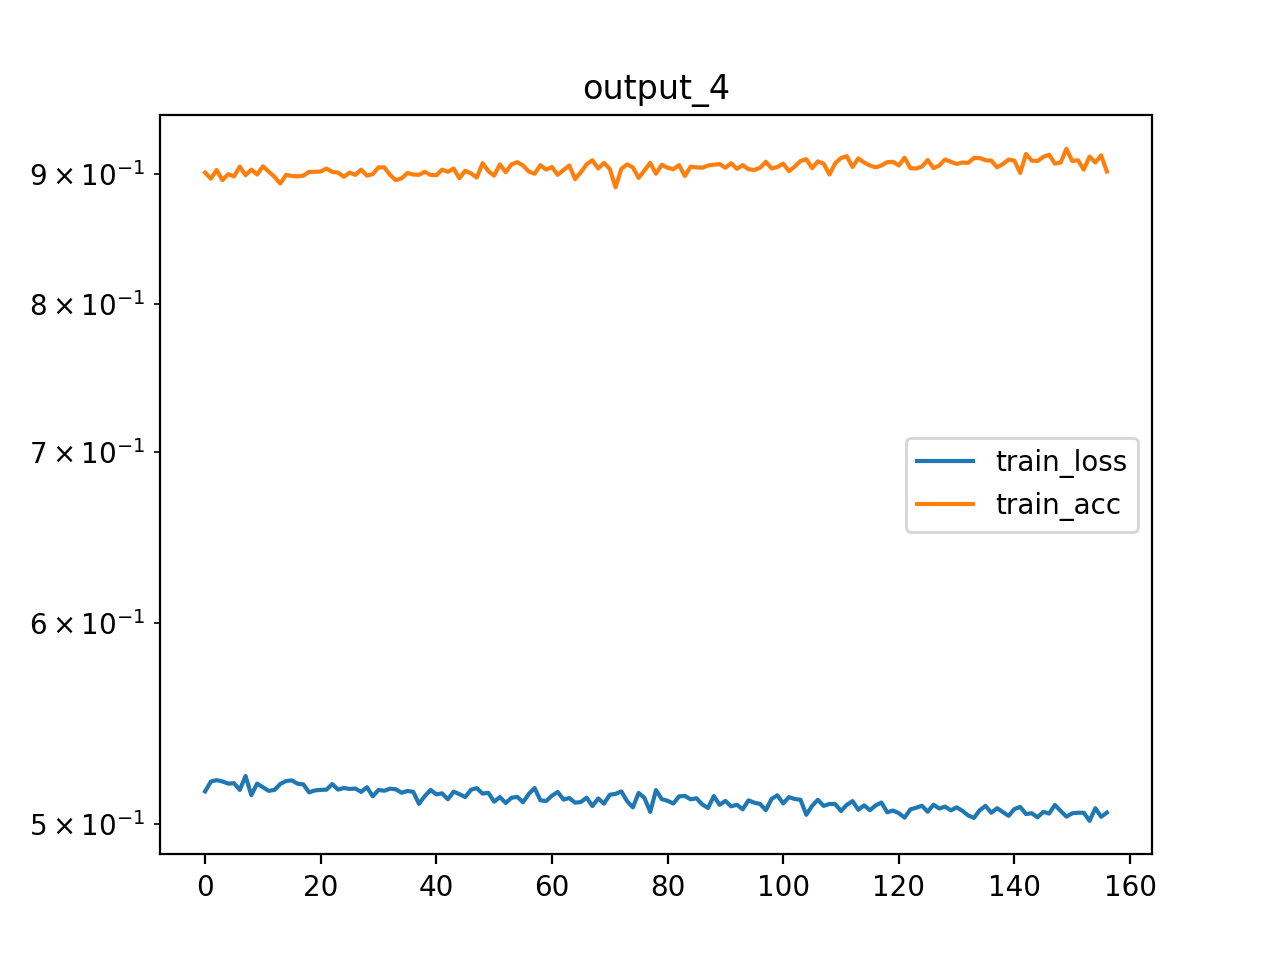 output_4
9 × 10⁻¹
8 × 10⁻¹
7 × 10⁻¹
6 × 10⁻¹
5 × 10⁻¹
train_loss
train_acc
0 20 40 60 80 100 120 140 160